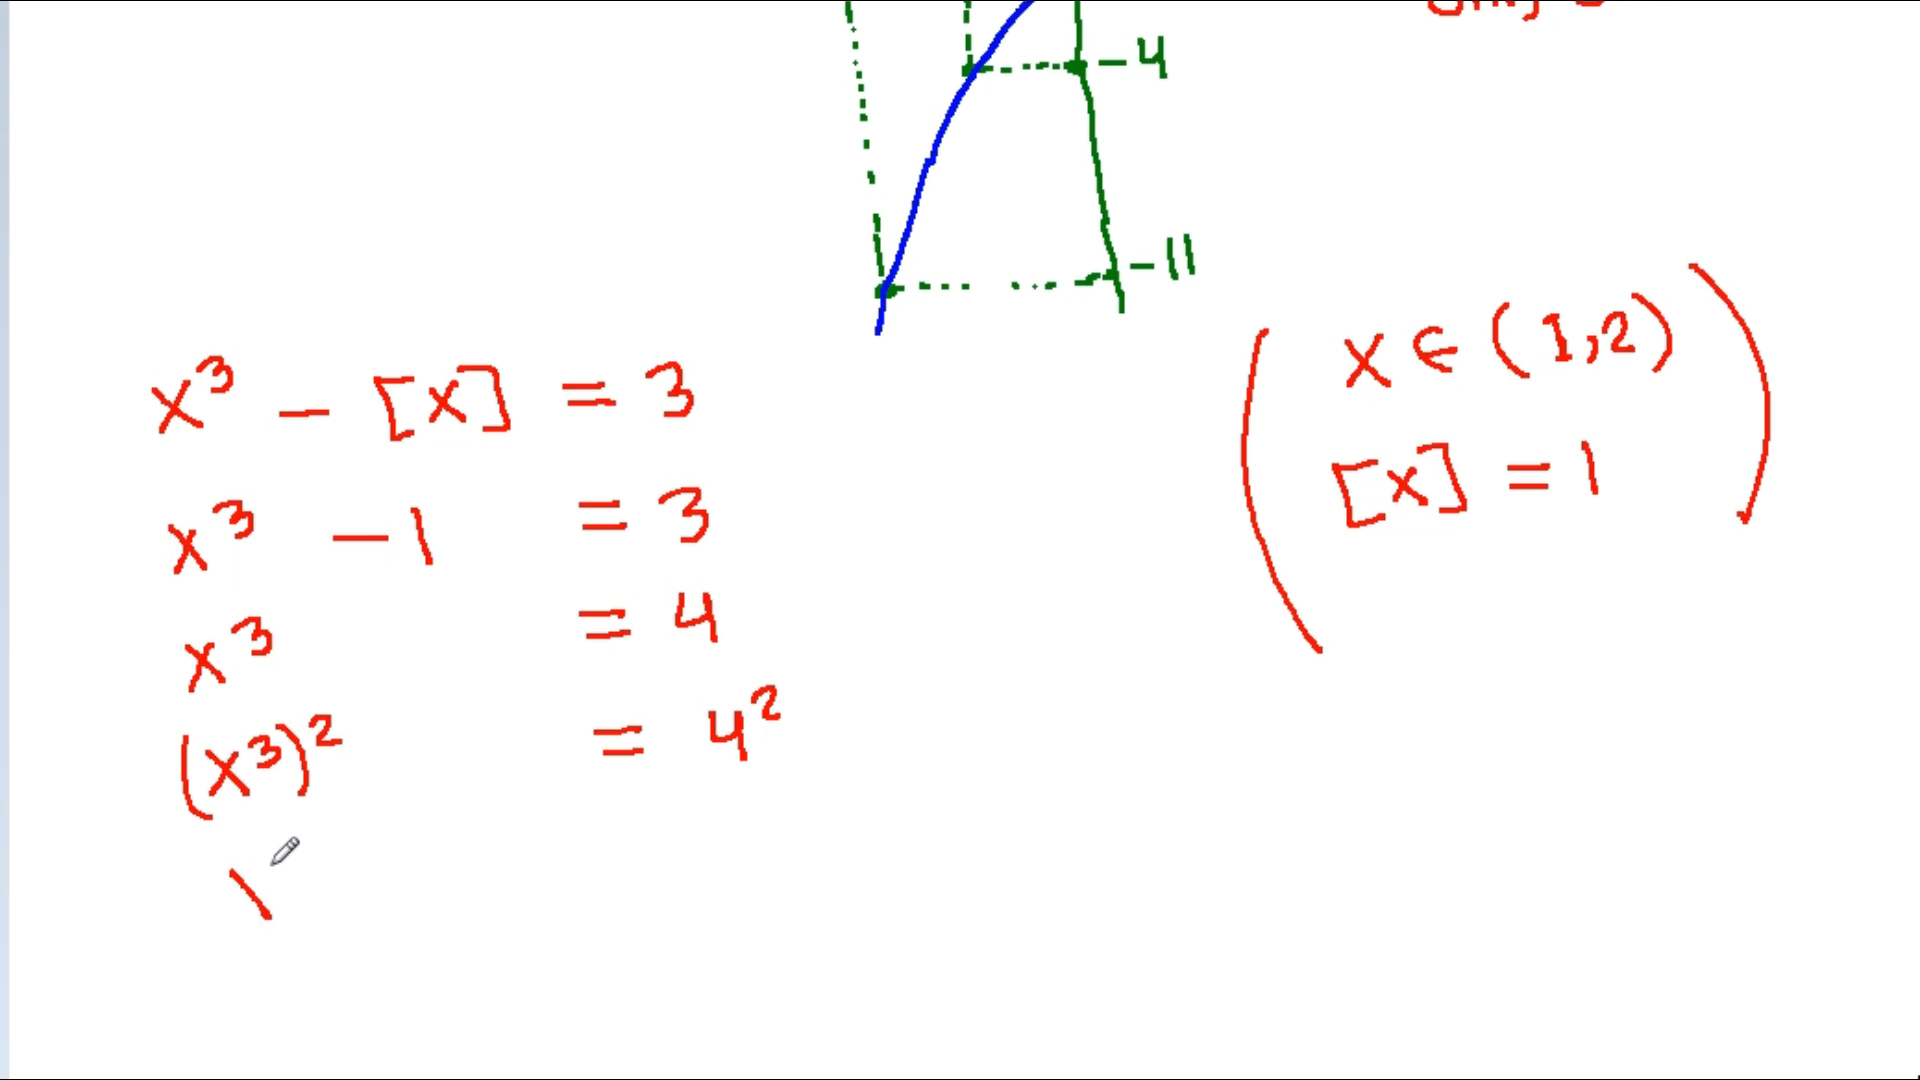 - 4
- 11
x³ - [x] = 3
x³ - 1 = 3
x³ = 4
(x³)² = 4²
( x ∈ (1,2) )
[x] = 1